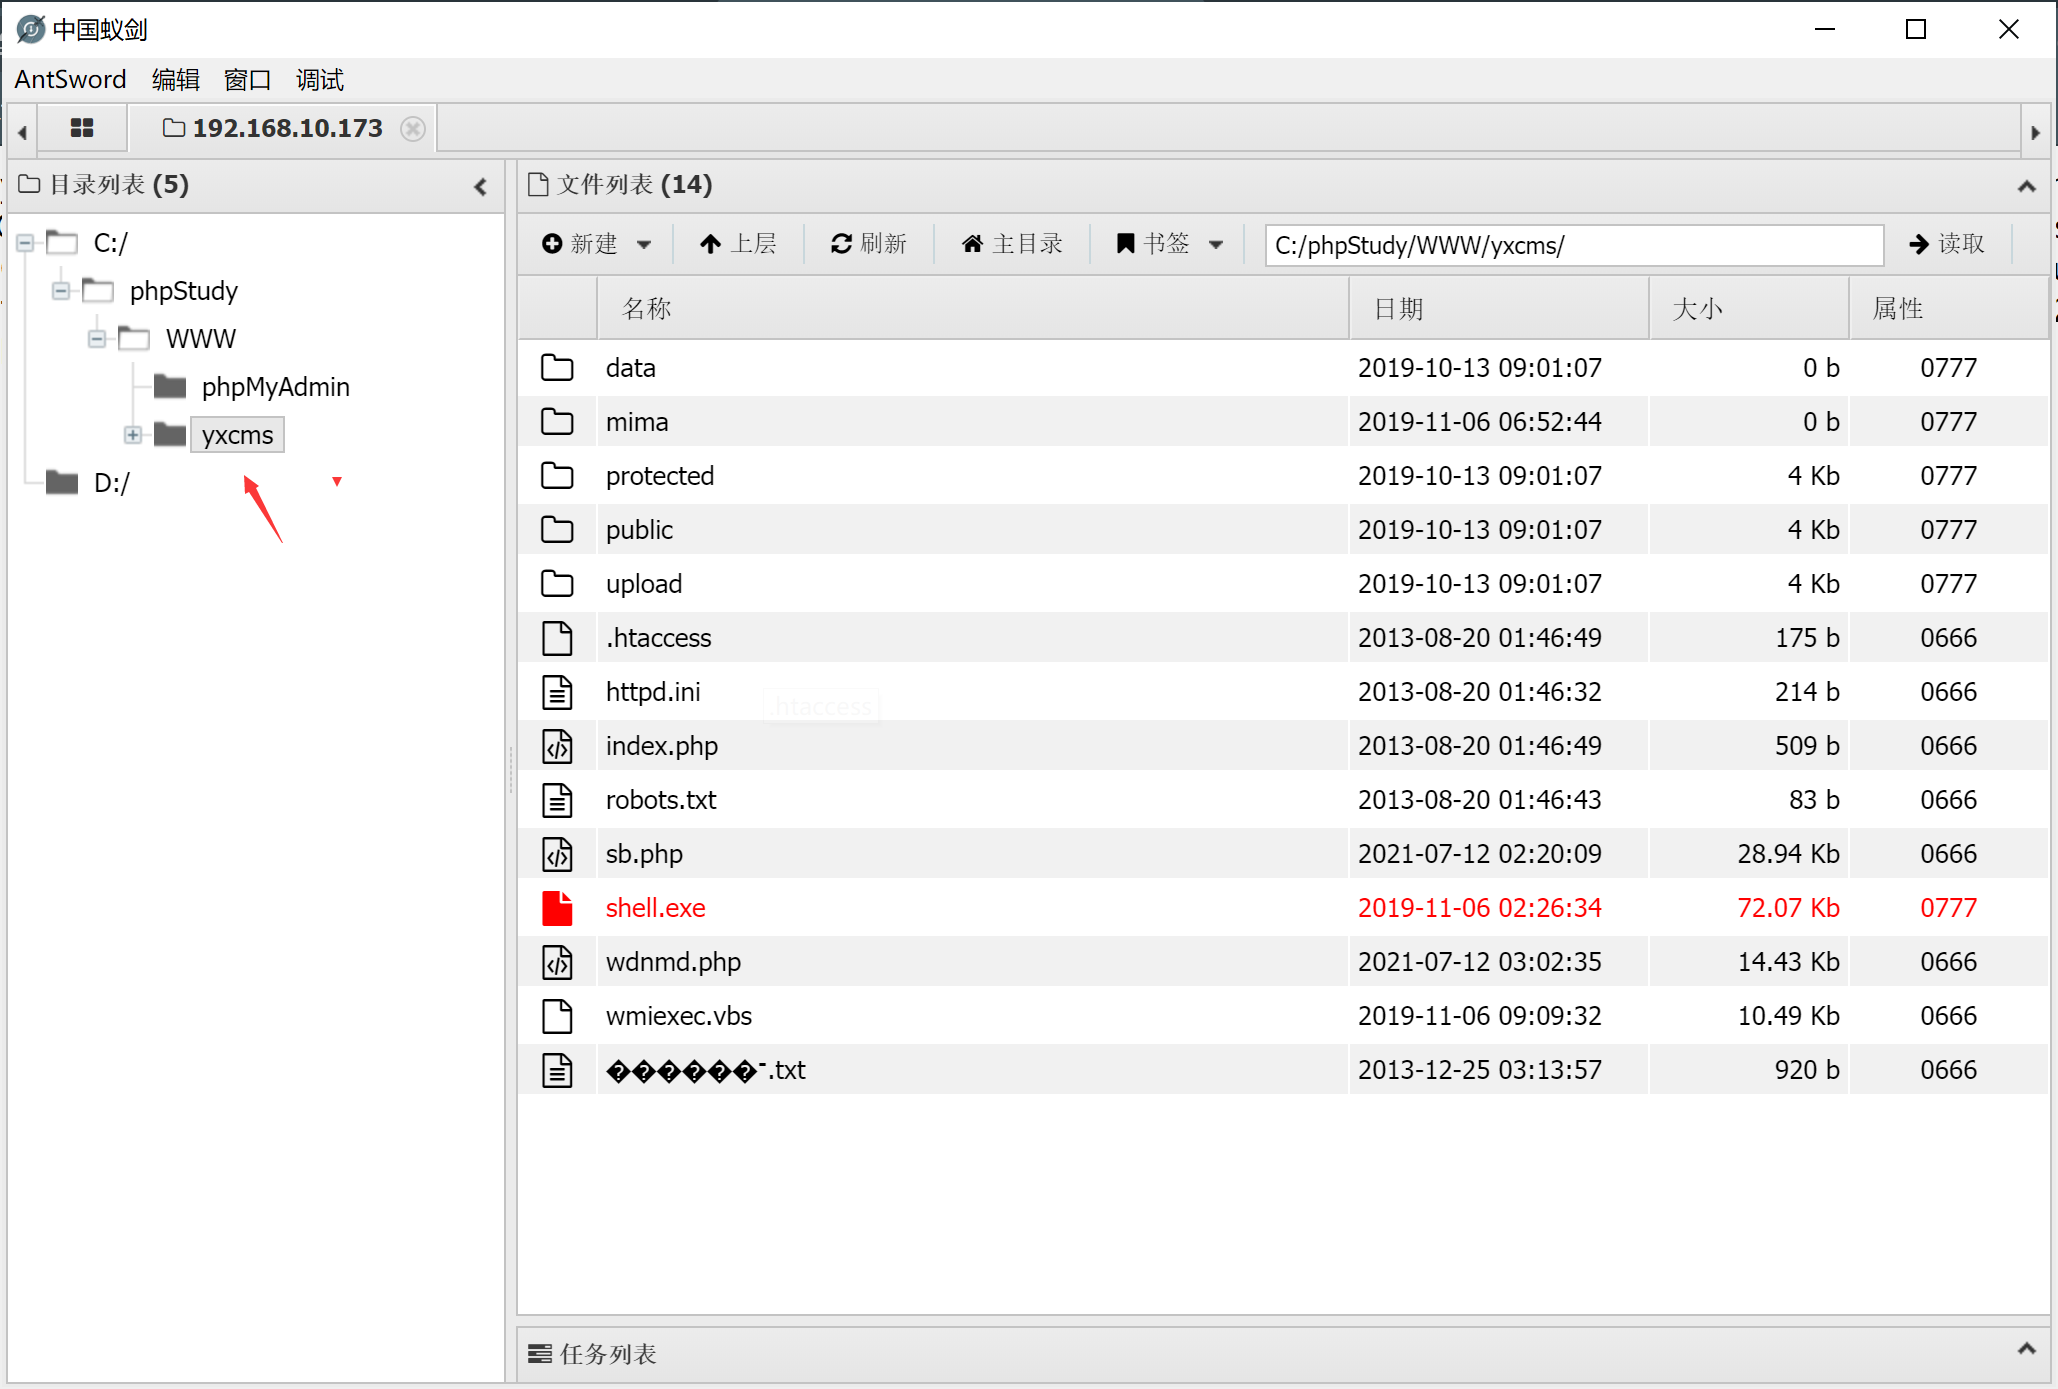 中国蚁剑
AntSword 编辑 窗口 调试
192.168.10.173
目录列表 (5)
C:/
phpStudy
WWW
phpMyAdmin
yxcms
D:/
文件列表 (14)
新建 上层 刷新 主目录 书签 C:/phpStudy/WWW/yxcms/ 读取
名称 日期 大小 属性
data 2019-10-13 09:01:07 0 b 0777
mima 2019-11-06 06:52:44 0 b 0777
protected 2019-10-13 09:01:07 4 Kb 0777
public 2019-10-13 09:01:07 4 Kb 0777
upload 2019-10-13 09:01:07 4 Kb 0777
.htaccess 2013-08-20 01:46:49 175 b 0666
httpd.ini 2013-08-20 01:46:32 214 b 0666
.htaccess
index.php 2013-08-20 01:46:49 509 b 0666
robots.txt 2013-08-20 01:46:43 83 b 0666
sb.php 2021-07-12 02:20:09 28.94 Kb 0666
shell.exe 2019-11-06 02:26:34 72.07 Kb 0777
wdnmd.php 2021-07-12 03:02:35 14.43 Kb 0666
wmiexec.vbs 2019-11-06 09:09:32 10.49 Kb 0666
������ˉ.txt 2013-12-25 03:13:57 920 b 0666
任务列表